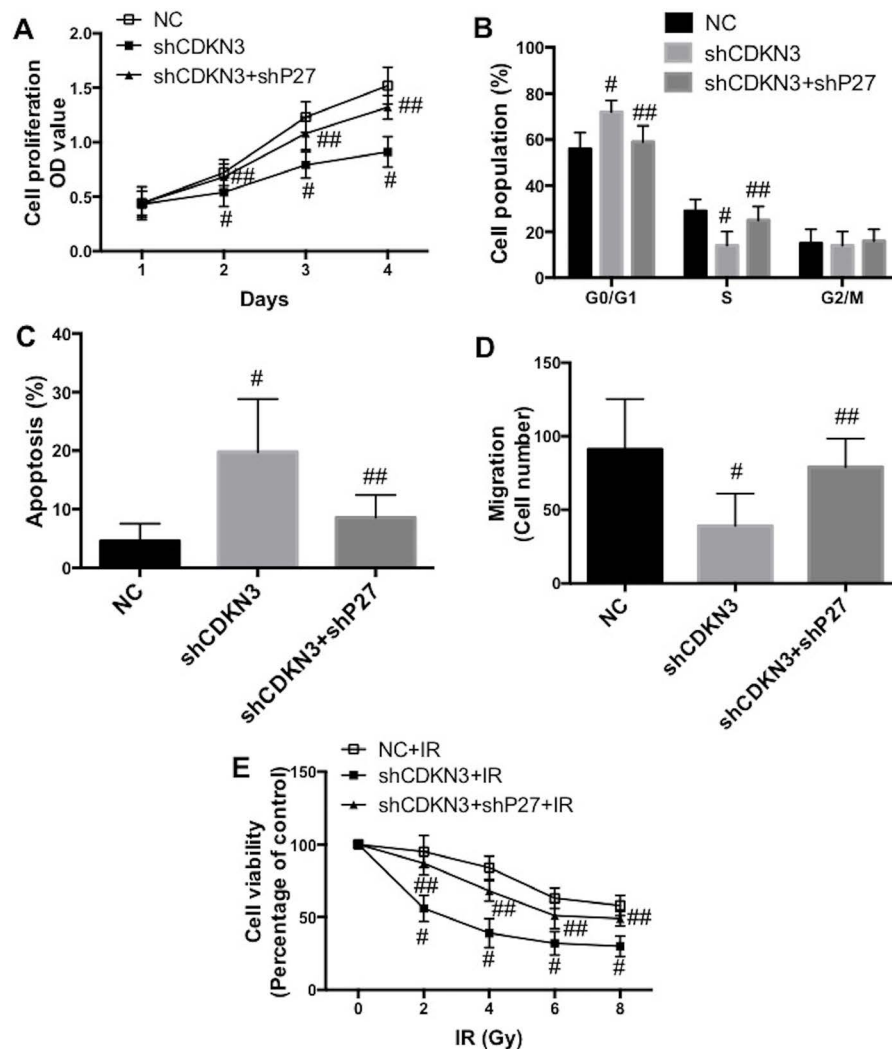 A
NC
shCDKN3
shCDKN3+shP27
Cell proliferation
OD value
2.0
1.5
1.0
0.5
0.0
##
##
##
#
#
#
1 2 3 4
Days
B
NC
shCDKN3
shCDKN3+shP27
Cell population (%)
100
80
60
40
20
0
#
##
#
##
G0/G1 S G2/M
C
Apoptosis (%)
40
30
20
10
0
#
##
NC
shCDKN3
shCDKN3+shP27
D
Migration
(Cell number)
150
100
50
0
#
##
NC
shCDKN3
shCDKN3+shP27
E
NC+IR
shCDKN3+IR
shCDKN3+shP27+IR
Cell viability
(Percentage of control)
150
100
50
0
##
##
##
##
#
#
#
#
0 2 4 6 8
IR (Gy)